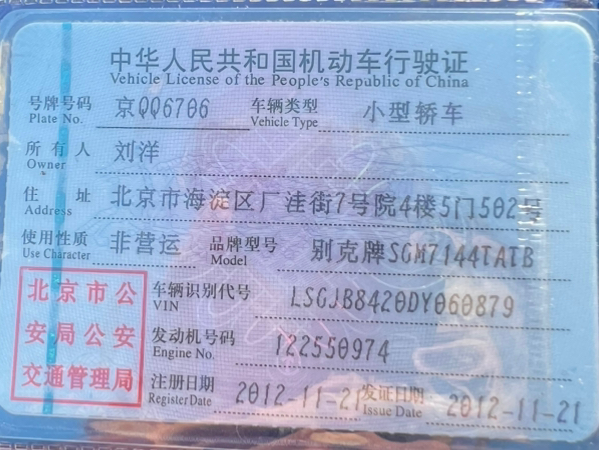 中华人民共和国机动车行驶证
Vehicle License of the People's Republic of China
号牌号码 京QQ6706 车辆类型 小型轿车
Plate No. Vehicle Type
所有人 刘洋
Owner
住址 北京市海淀区厂洼街7号院4楼5门502号
Address
使用性质 非营运 品牌型号 别克牌SGM7144TATB
Use Character Model
北京市公 车辆识别代号 LSGJB8420DY060879
VIN
安局公安 发动机号码 122550974
Engine No.
交通管理局 注册日期 2012-11-21 发证日期 2012-11-21
Register Date Issue Date